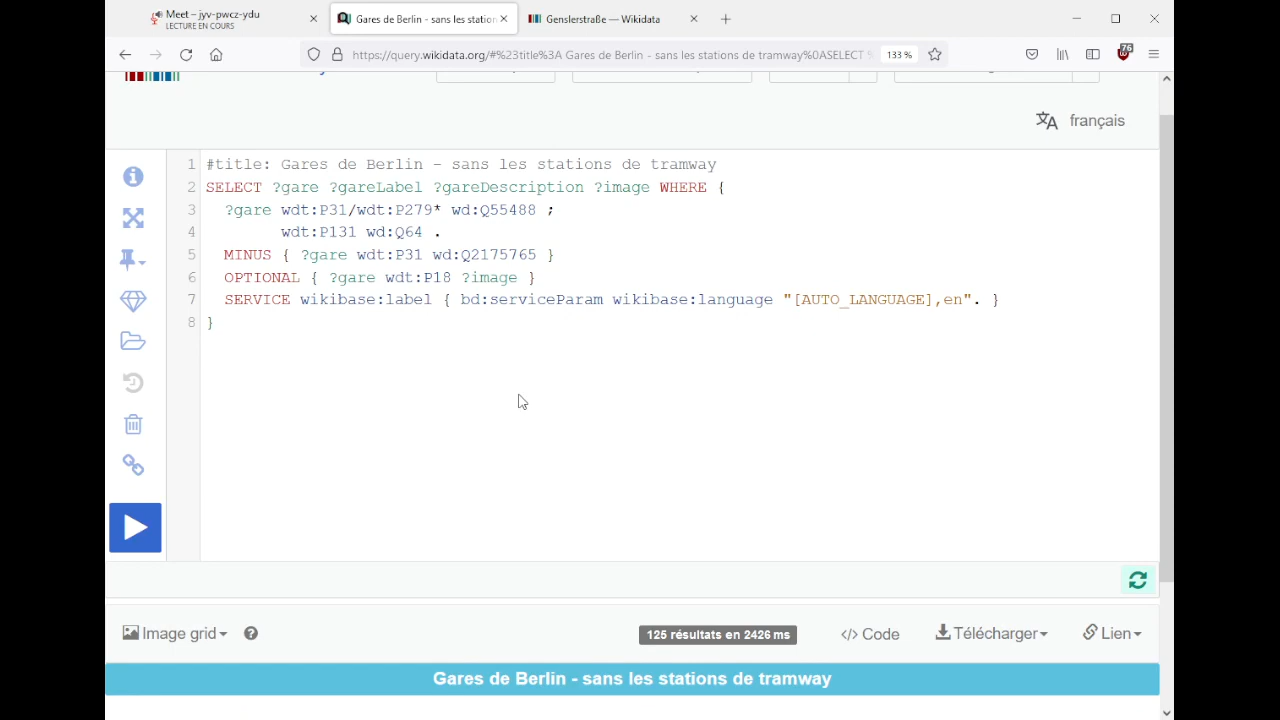 Meet – jyv-pwcz-ydu
LECTURE EN COURS
Gares de Berlin - sans les station
Genslerstraße — Wikidata
https://query.wikidata.org/#%23title%3A Gares de Berlin - sans les stations de tramway%0ASELECT
133 %
76
français
1 #title: Gares de Berlin - sans les stations de tramway
2 SELECT ?gare ?gareLabel ?gareDescription ?image WHERE {
3 ?gare wdt:P31/wdt:P279* wd:Q55488 ;
4 wdt:P131 wd:Q64 .
5 MINUS { ?gare wdt:P31 wd:Q2175765 }
6 OPTIONAL { ?gare wdt:P18 ?image }
7 SERVICE wikibase:label { bd:serviceParam wikibase:language "[AUTO_LANGUAGE],en". }
8 }
Image grid
125 résultats en 2426 ms
</> Code
Télécharger
Lien
Gares de Berlin - sans les stations de tramway